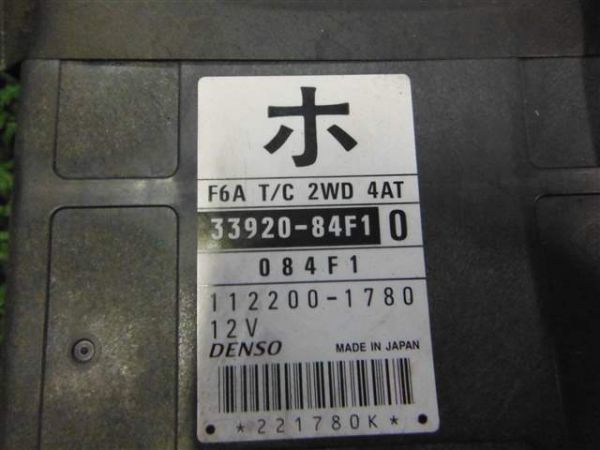 ホ
F6A T/C 2WD 4AT
33920-84F1 0
084F1
112200-1780
12V
DENSO MADE IN JAPAN
*221780K*